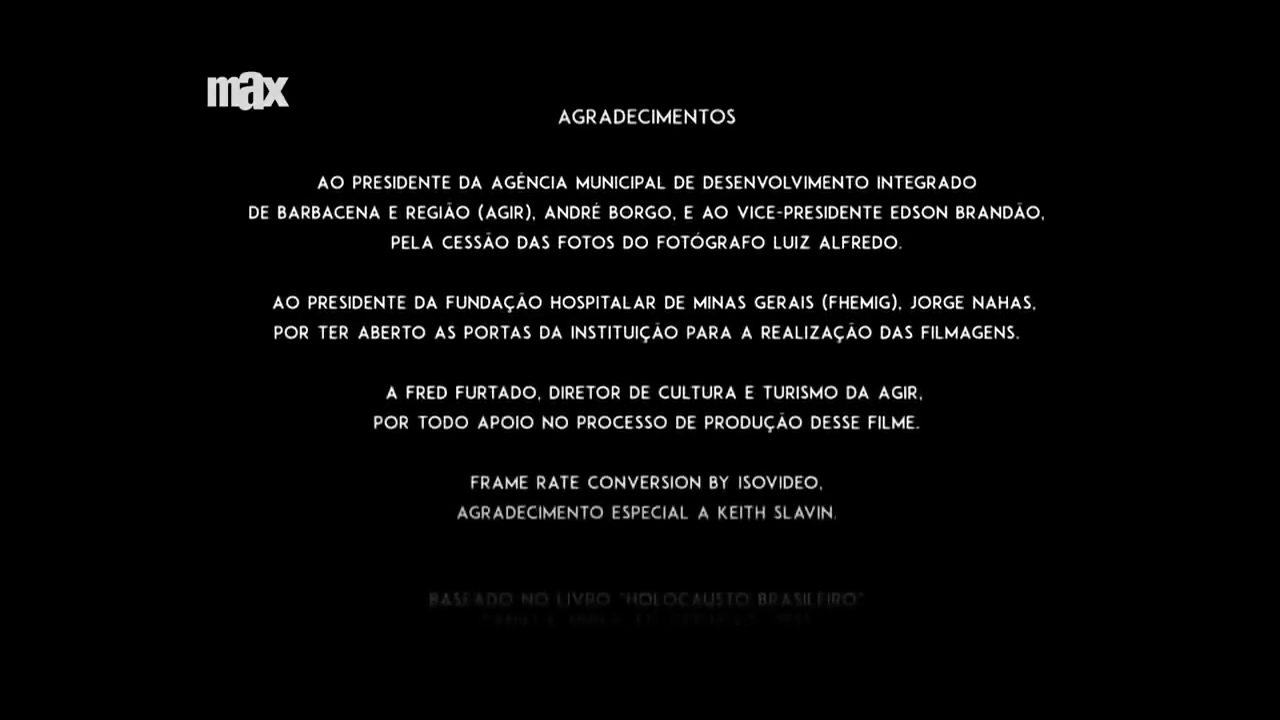 max
AGRADECIMENTOS
AO PRESIDENTE DA AGÊNCIA MUNICIPAL DE DESENVOLVIMENTO INTEGRADO
DE BARBACENA E REGIÃO (AGIR), ANDRÉ BORGO, E AO VICE-PRESIDENTE EDSON BRANDÃO,
PELA CESSÃO DAS FOTOS DO FOTÓGRAFO LUIZ ALFREDO.
AO PRESIDENTE DA FUNDAÇÃO HOSPITALAR DE MINAS GERAIS (FHEMIG), JORGE NAHAS,
POR TER ABERTO AS PORTAS DA INSTITUIÇÃO PARA A REALIZAÇÃO DAS FILMAGENS.
A FRED FURTADO, DIRETOR DE CULTURA E TURISMO DA AGIR,
POR TODO APOIO NO PROCESSO DE PRODUÇÃO DESSE FILME.
FRAME RATE CONVERSION BY ISOVIDEO,
AGRADECIMENTO ESPECIAL A KEITH SLAVIN.
BASEADO NO LIVRO "HOLOCAUSTO BRASILEIRO"